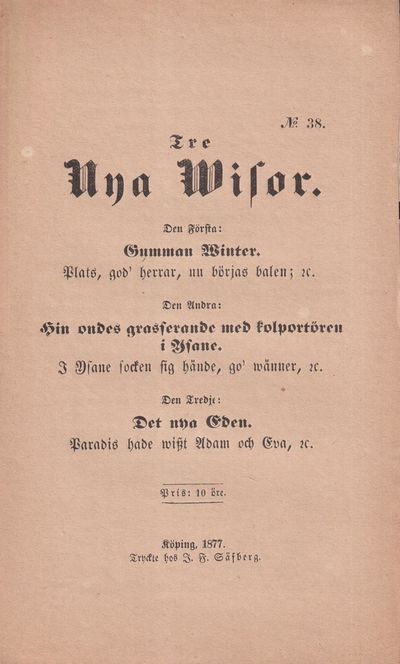 № 38.
Tre
Nya Wisor.
Den Första:
Gumman Winter.
Plats, god' herrar, nu börjas balen; ꝛc.
Den Andra:
Hin ondes grasserande med kolportören
i Ysane.
I Ysane socken sig hände, go' wänner, ꝛc.
Den Tredje:
Det nya Eden.
Paradis hade wißt Adam och Eva, ꝛc.
Pris: 10 öre.
Köping, 1877.
Tryckte hos J. F. Säfberg.